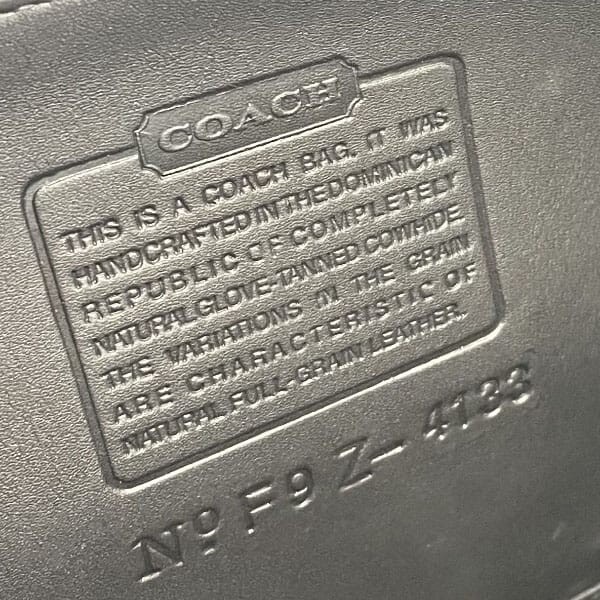 COACH
THIS IS A COACH BAG. IT WAS
HANDCRAFTED IN THE DOMINICAN
REPUBLIC OF COMPLETELY
NATURAL GLOVE-TANNED COWHIDE.
THE VARIATIONS IN THE GRAIN
ARE CHARACTERISTIC OF
NATURAL FULL-GRAIN LEATHER.
Nº F9Z-4133